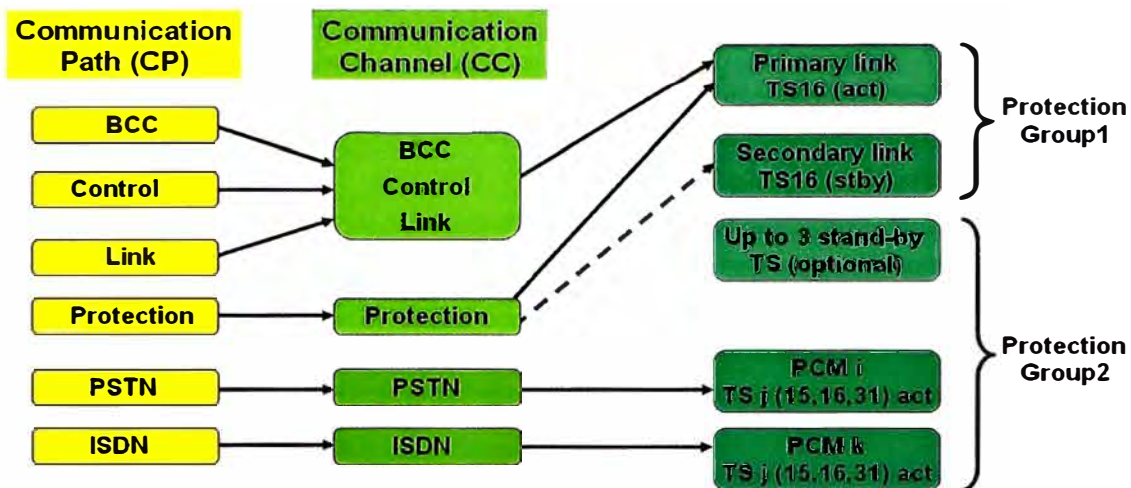 Communication
Path (CP)
Communication
Channel (CC)
Primary link
TS16 (act)
Protection
Group1
BCC
BCC
Control
Link
Secondary link
TS16 (stby)
Control
Link
Up to 3 stand-by
TS (optional)
Protection
Protection
Protection
Group2
PSTN
PSTN
PCM i
TS j (15,16,31) act
ISDN
ISDN
PCM k
TS j (15,16,31) act